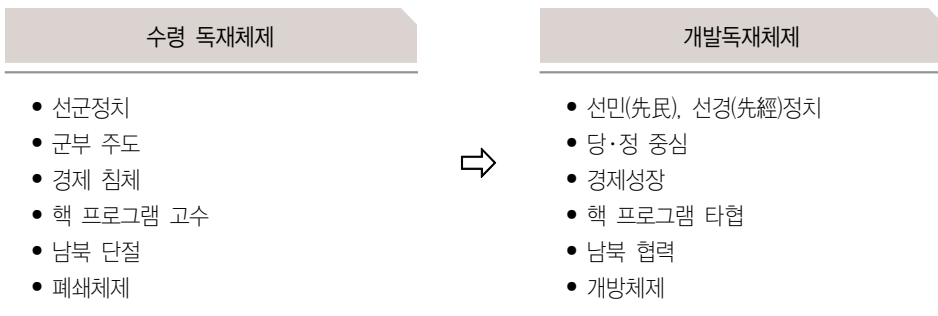 수령 독재체제
• 선군정치
• 군부 주도
• 경제 침체
• 핵 프로그램 고수
• 남북 단절
• 폐쇄체제
⇨
개발독재체제
• 선민(先民), 선경(先經)정치
• 당·정 중심
• 경제성장
• 핵 프로그램 타협
• 남북 협력
• 개방체제